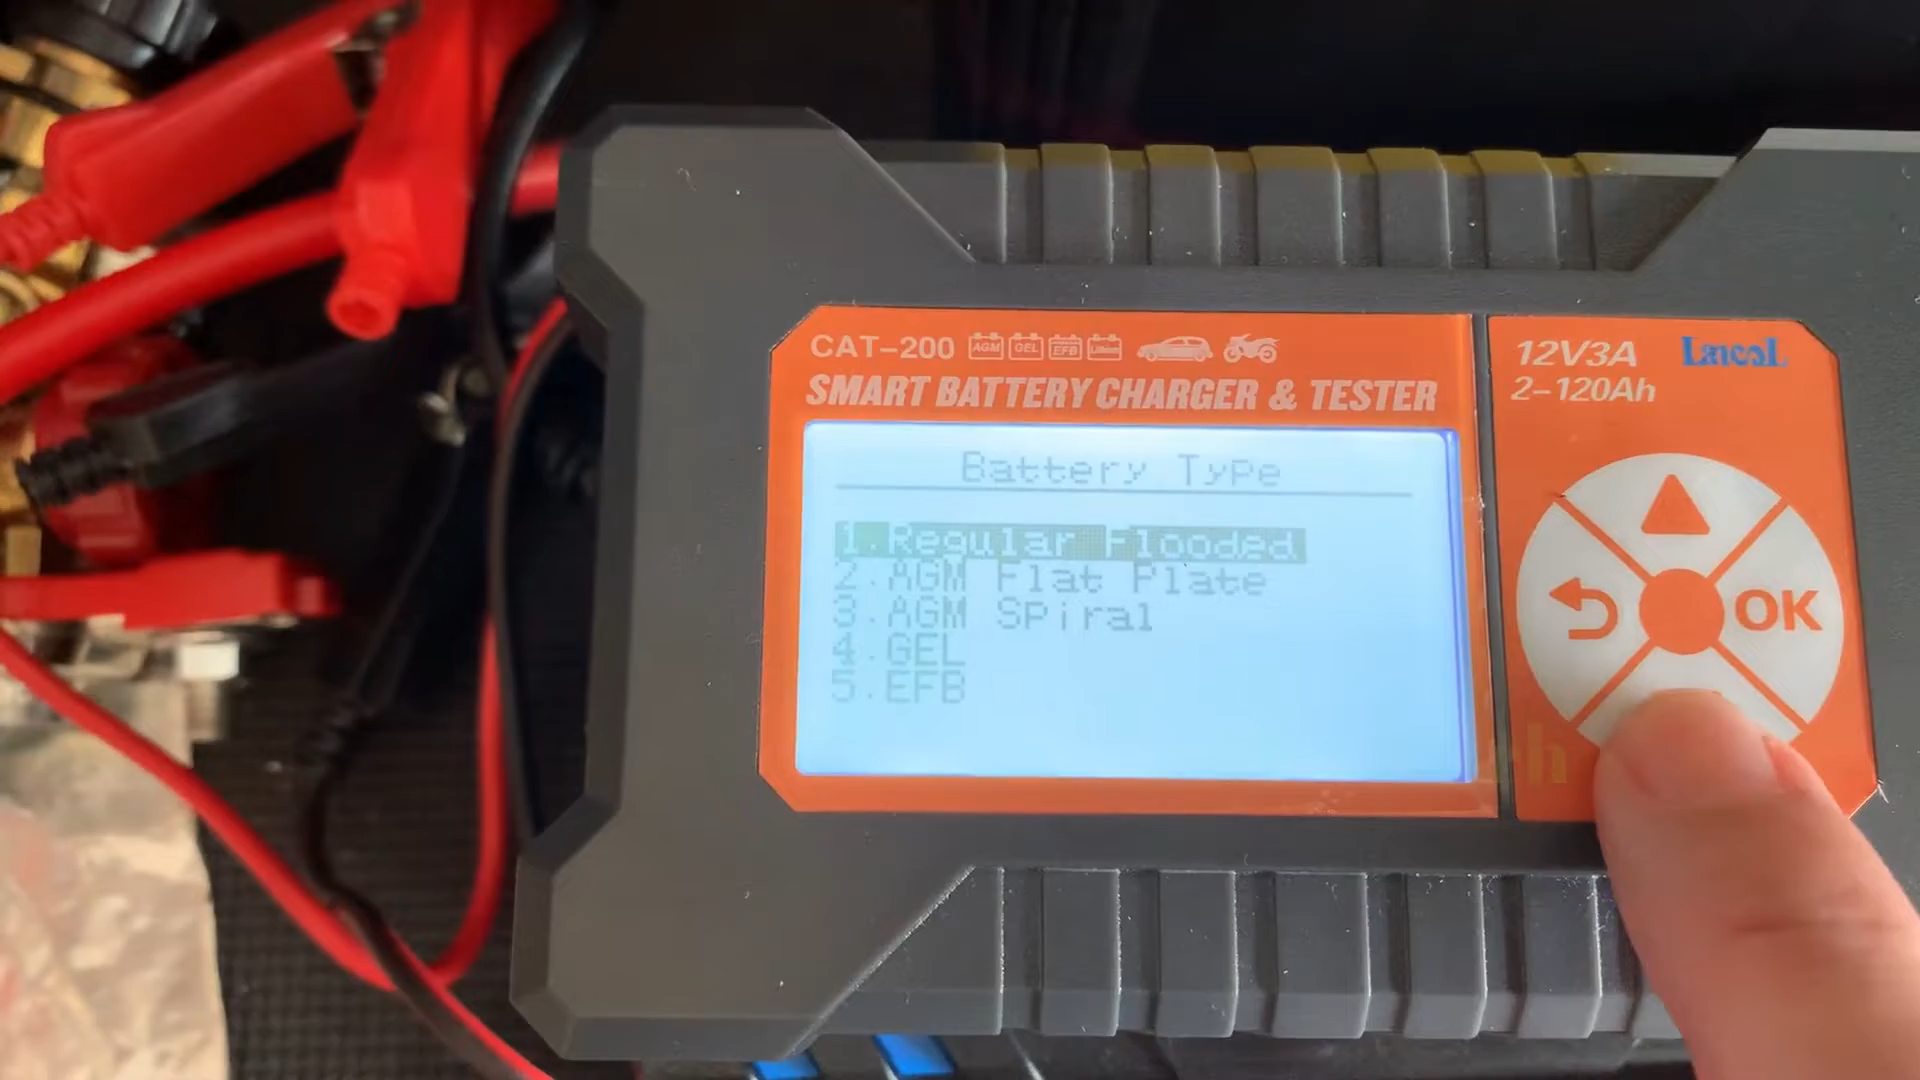 CAT-200 AGM GEL EFB Lithium
SMART BATTERY CHARGER & TESTER
12V3A
2-120Ah
LancoL
Battery Type
1.Regular Flooded
2.AGM Flat Plate
3.AGM Spiral
4.GEL
5.EFB
OK